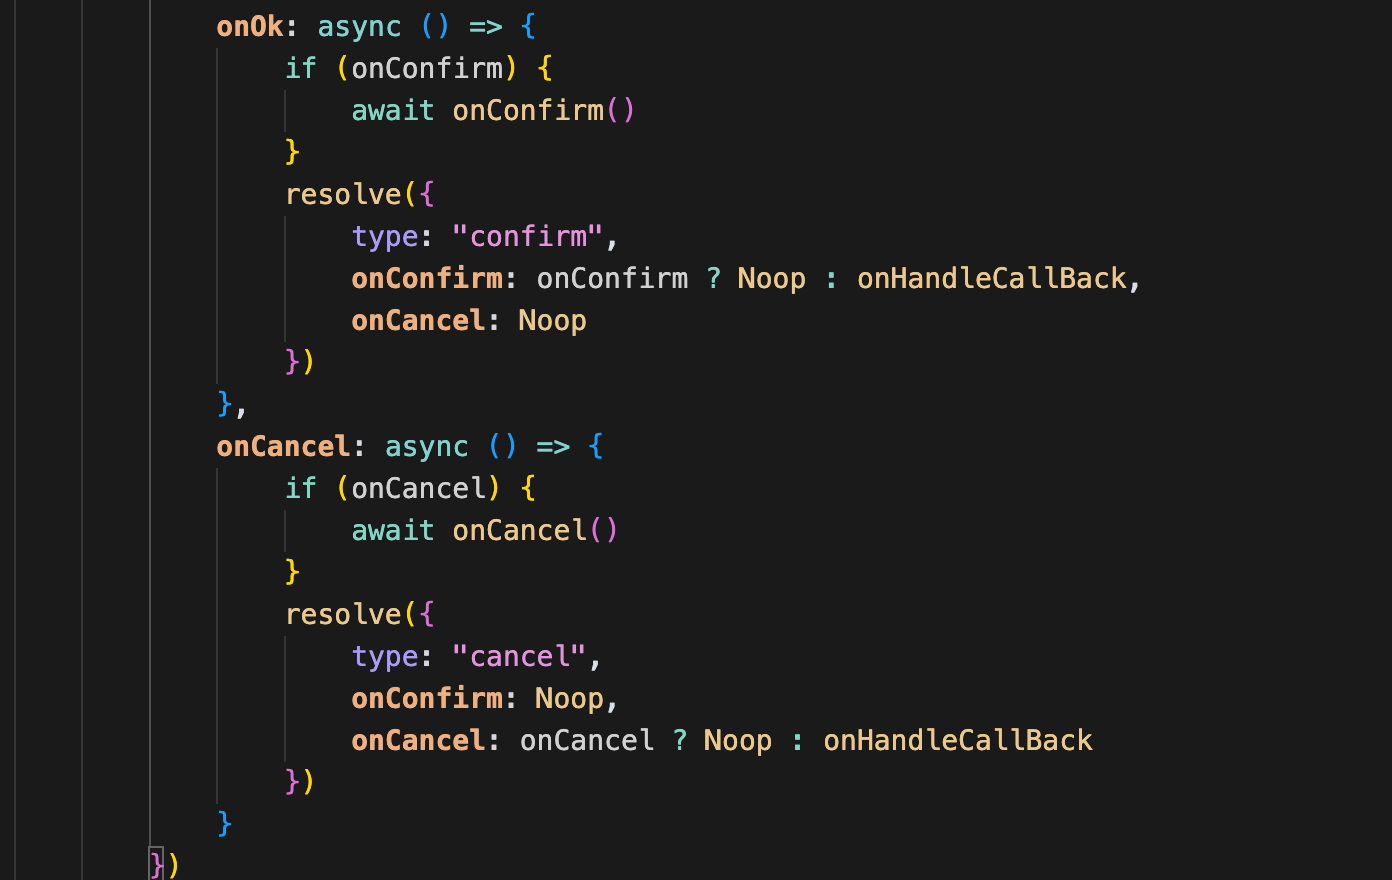 onOk: async () => {
if (onConfirm) {
await onConfirm()
}
resolve({
type: "confirm",
onConfirm: onConfirm ? Noop : onHandleCallBack,
onCancel: Noop
})
},
onCancel: async () => {
if (onCancel) {
await onCancel()
}
resolve({
type: "cancel",
onConfirm: Noop,
onCancel: onCancel ? Noop : onHandleCallBack
})
}
})